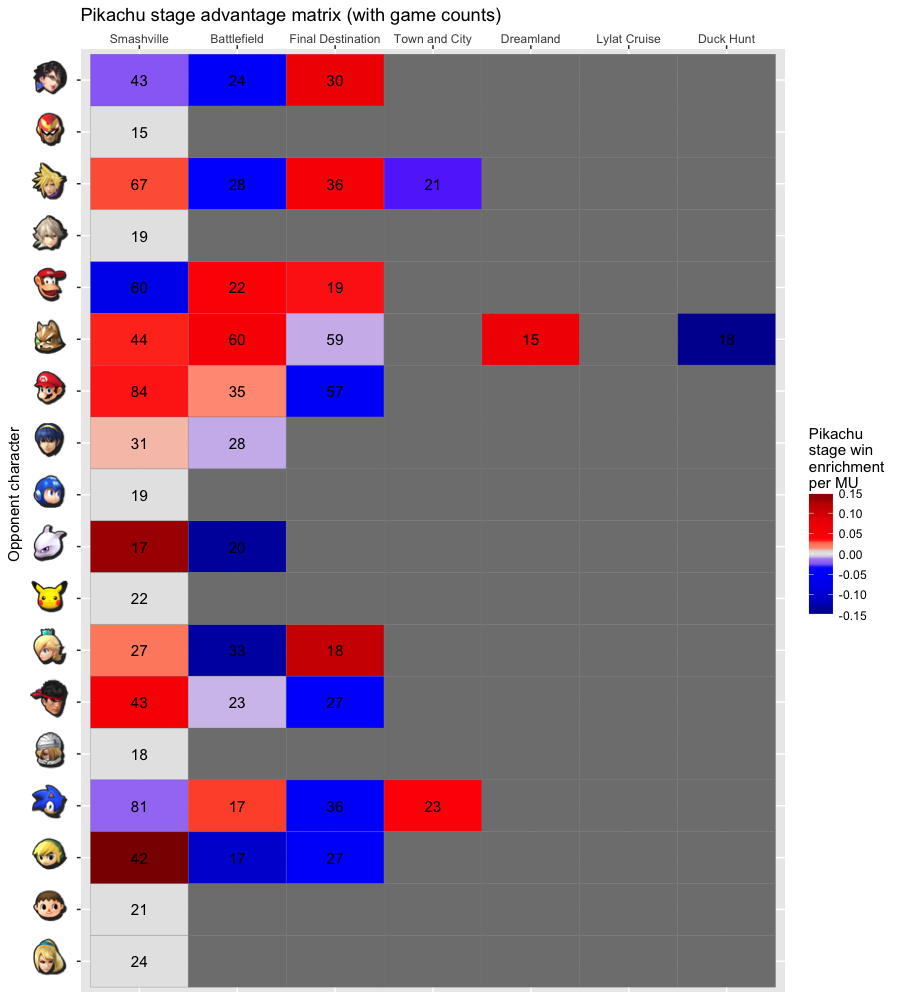 Pikachu stage advantage matrix (with game counts)
Smashville Battlefield Final Destination Town and City Dreamland Lylat Cruise Duck Hunt
43 24 30
15
67 28 36 21
19
60 22 19
44 60 59 15 18
84 35 57
31 28
19
17 20
22
27 33 18
43 23 27
18
81 17 36 23
42 17 27
21
24
Opponent character
Pikachu
stage win
enrichment
per MU
0.15
0.10
0.05
0.00
-0.05
-0.10
-0.15